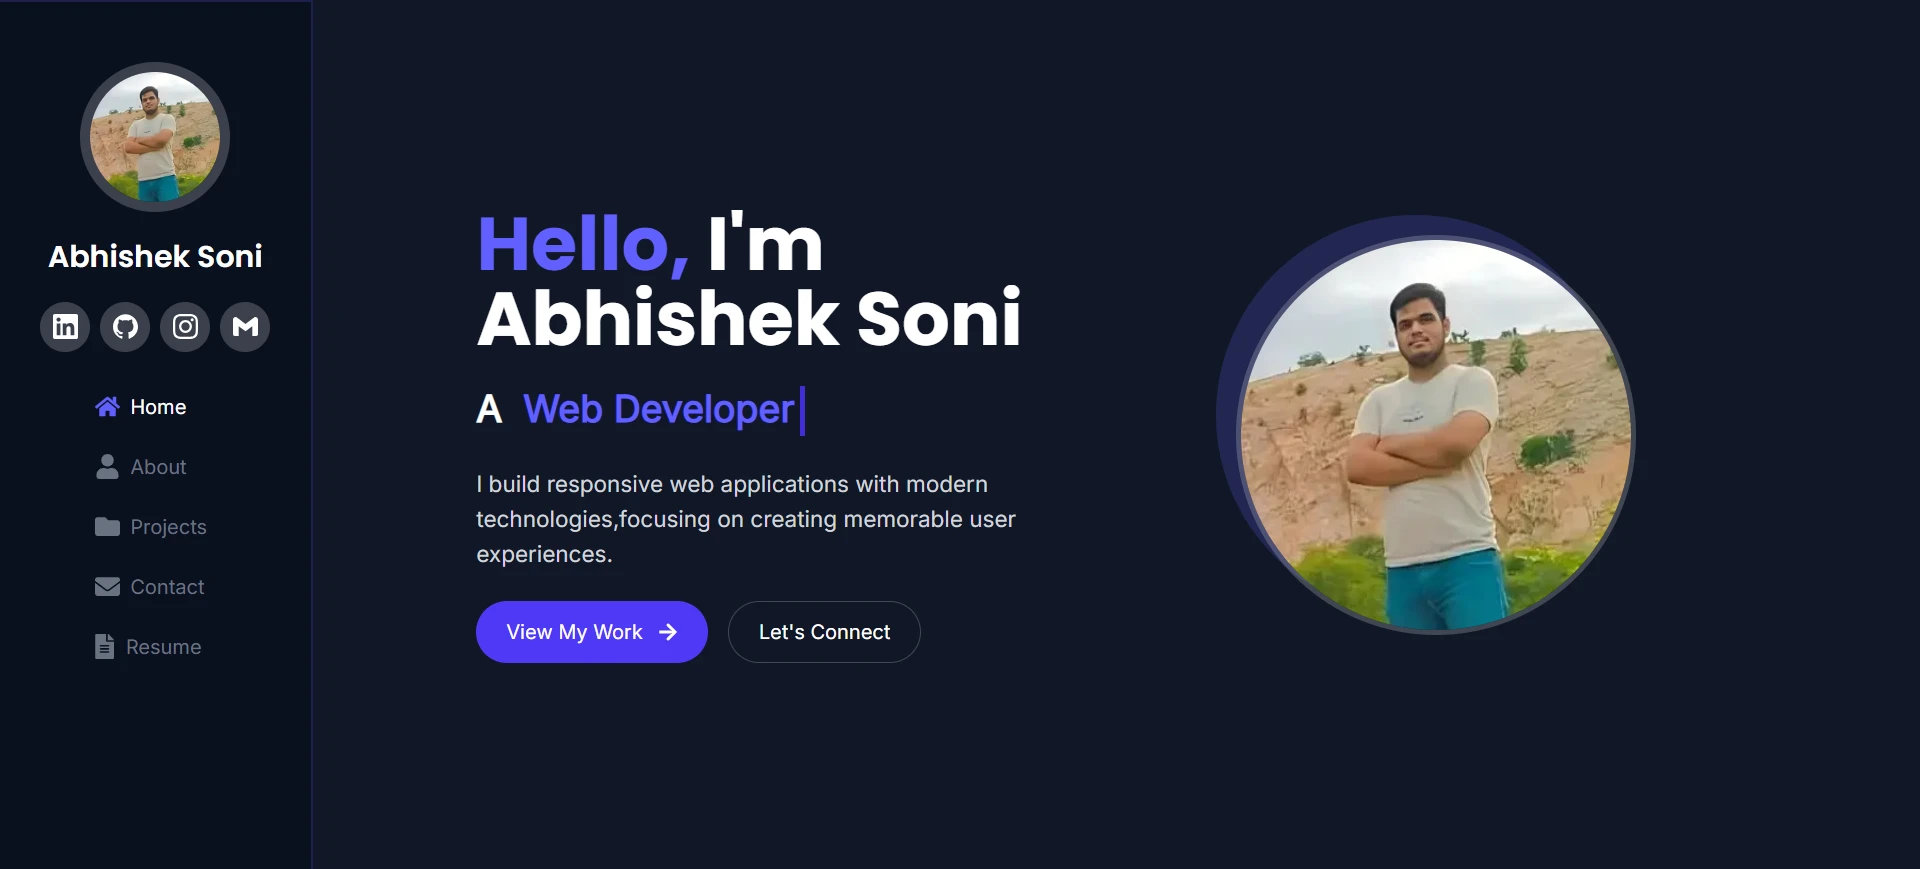 Abhishek Soni
Home
About
Projects
Contact
Resume
Hello, I'm
Abhishek Soni
A Web Developer
I build responsive web applications with modern
technologies,focusing on creating memorable user
experiences.
View My Work
Let's Connect